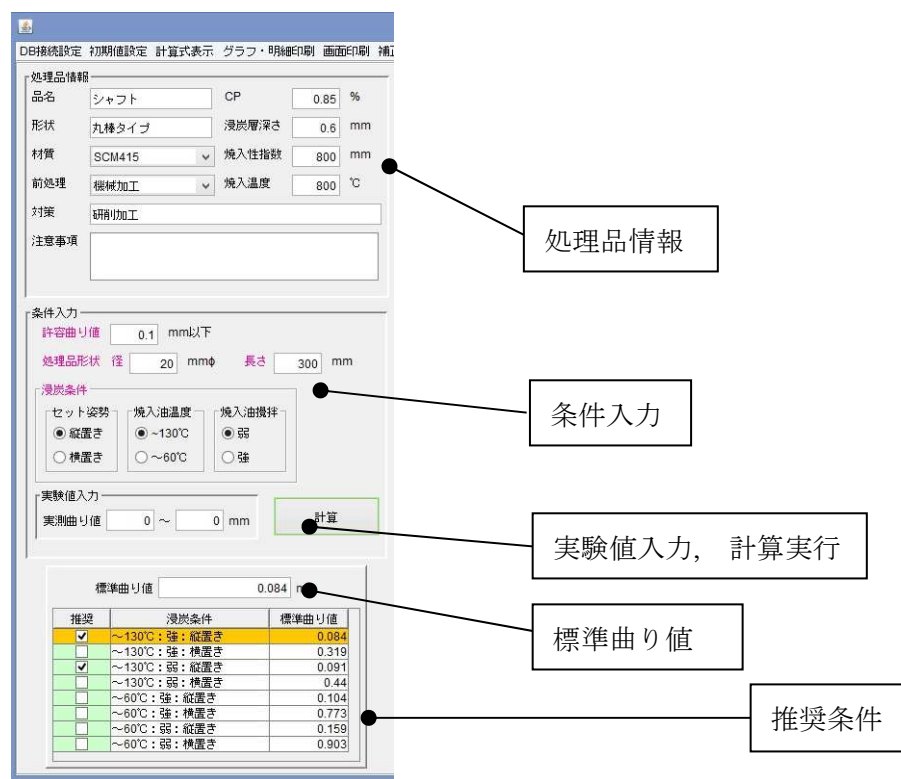 DB接続設定 初期値設定 計算式表示 グラフ・明細印刷 画面印刷 補正
処理品情報
品名 シャフト CP 0.85 %
形状 丸棒タイプ 浸炭層深さ 0.6 mm
材質 SCM415 焼入性指数 800 mm
前処理 機械加工 焼入温度 800 ℃
対策 研削加工
注意事項
処理品情報
条件入力
許容曲り値 0.1 mm以下
処理品形状 径 20 mmφ 長さ 300 mm
浸炭条件
セット姿勢 焼入油温度 焼入油攪拌
縦置き ~130℃ 弱
横置き ～60℃ 強
条件入力
実験値入力
実測曲り値 0 ～ 0 mm 計算
実験値入力, 計算実行
標準曲り値 0.084
標準曲り値
推奨 浸炭条件 標準曲り値
～130℃：強：縦置き 0.084
～130℃：強：横置き 0.319
～130℃：弱：縦置き 0.091
～130℃：弱：横置き 0.44
～60℃：強：縦置き 0.104
～60℃：強：横置き 0.773
～60℃：弱：縦置き 0.159
～60℃：弱：横置き 0.903
推奨条件